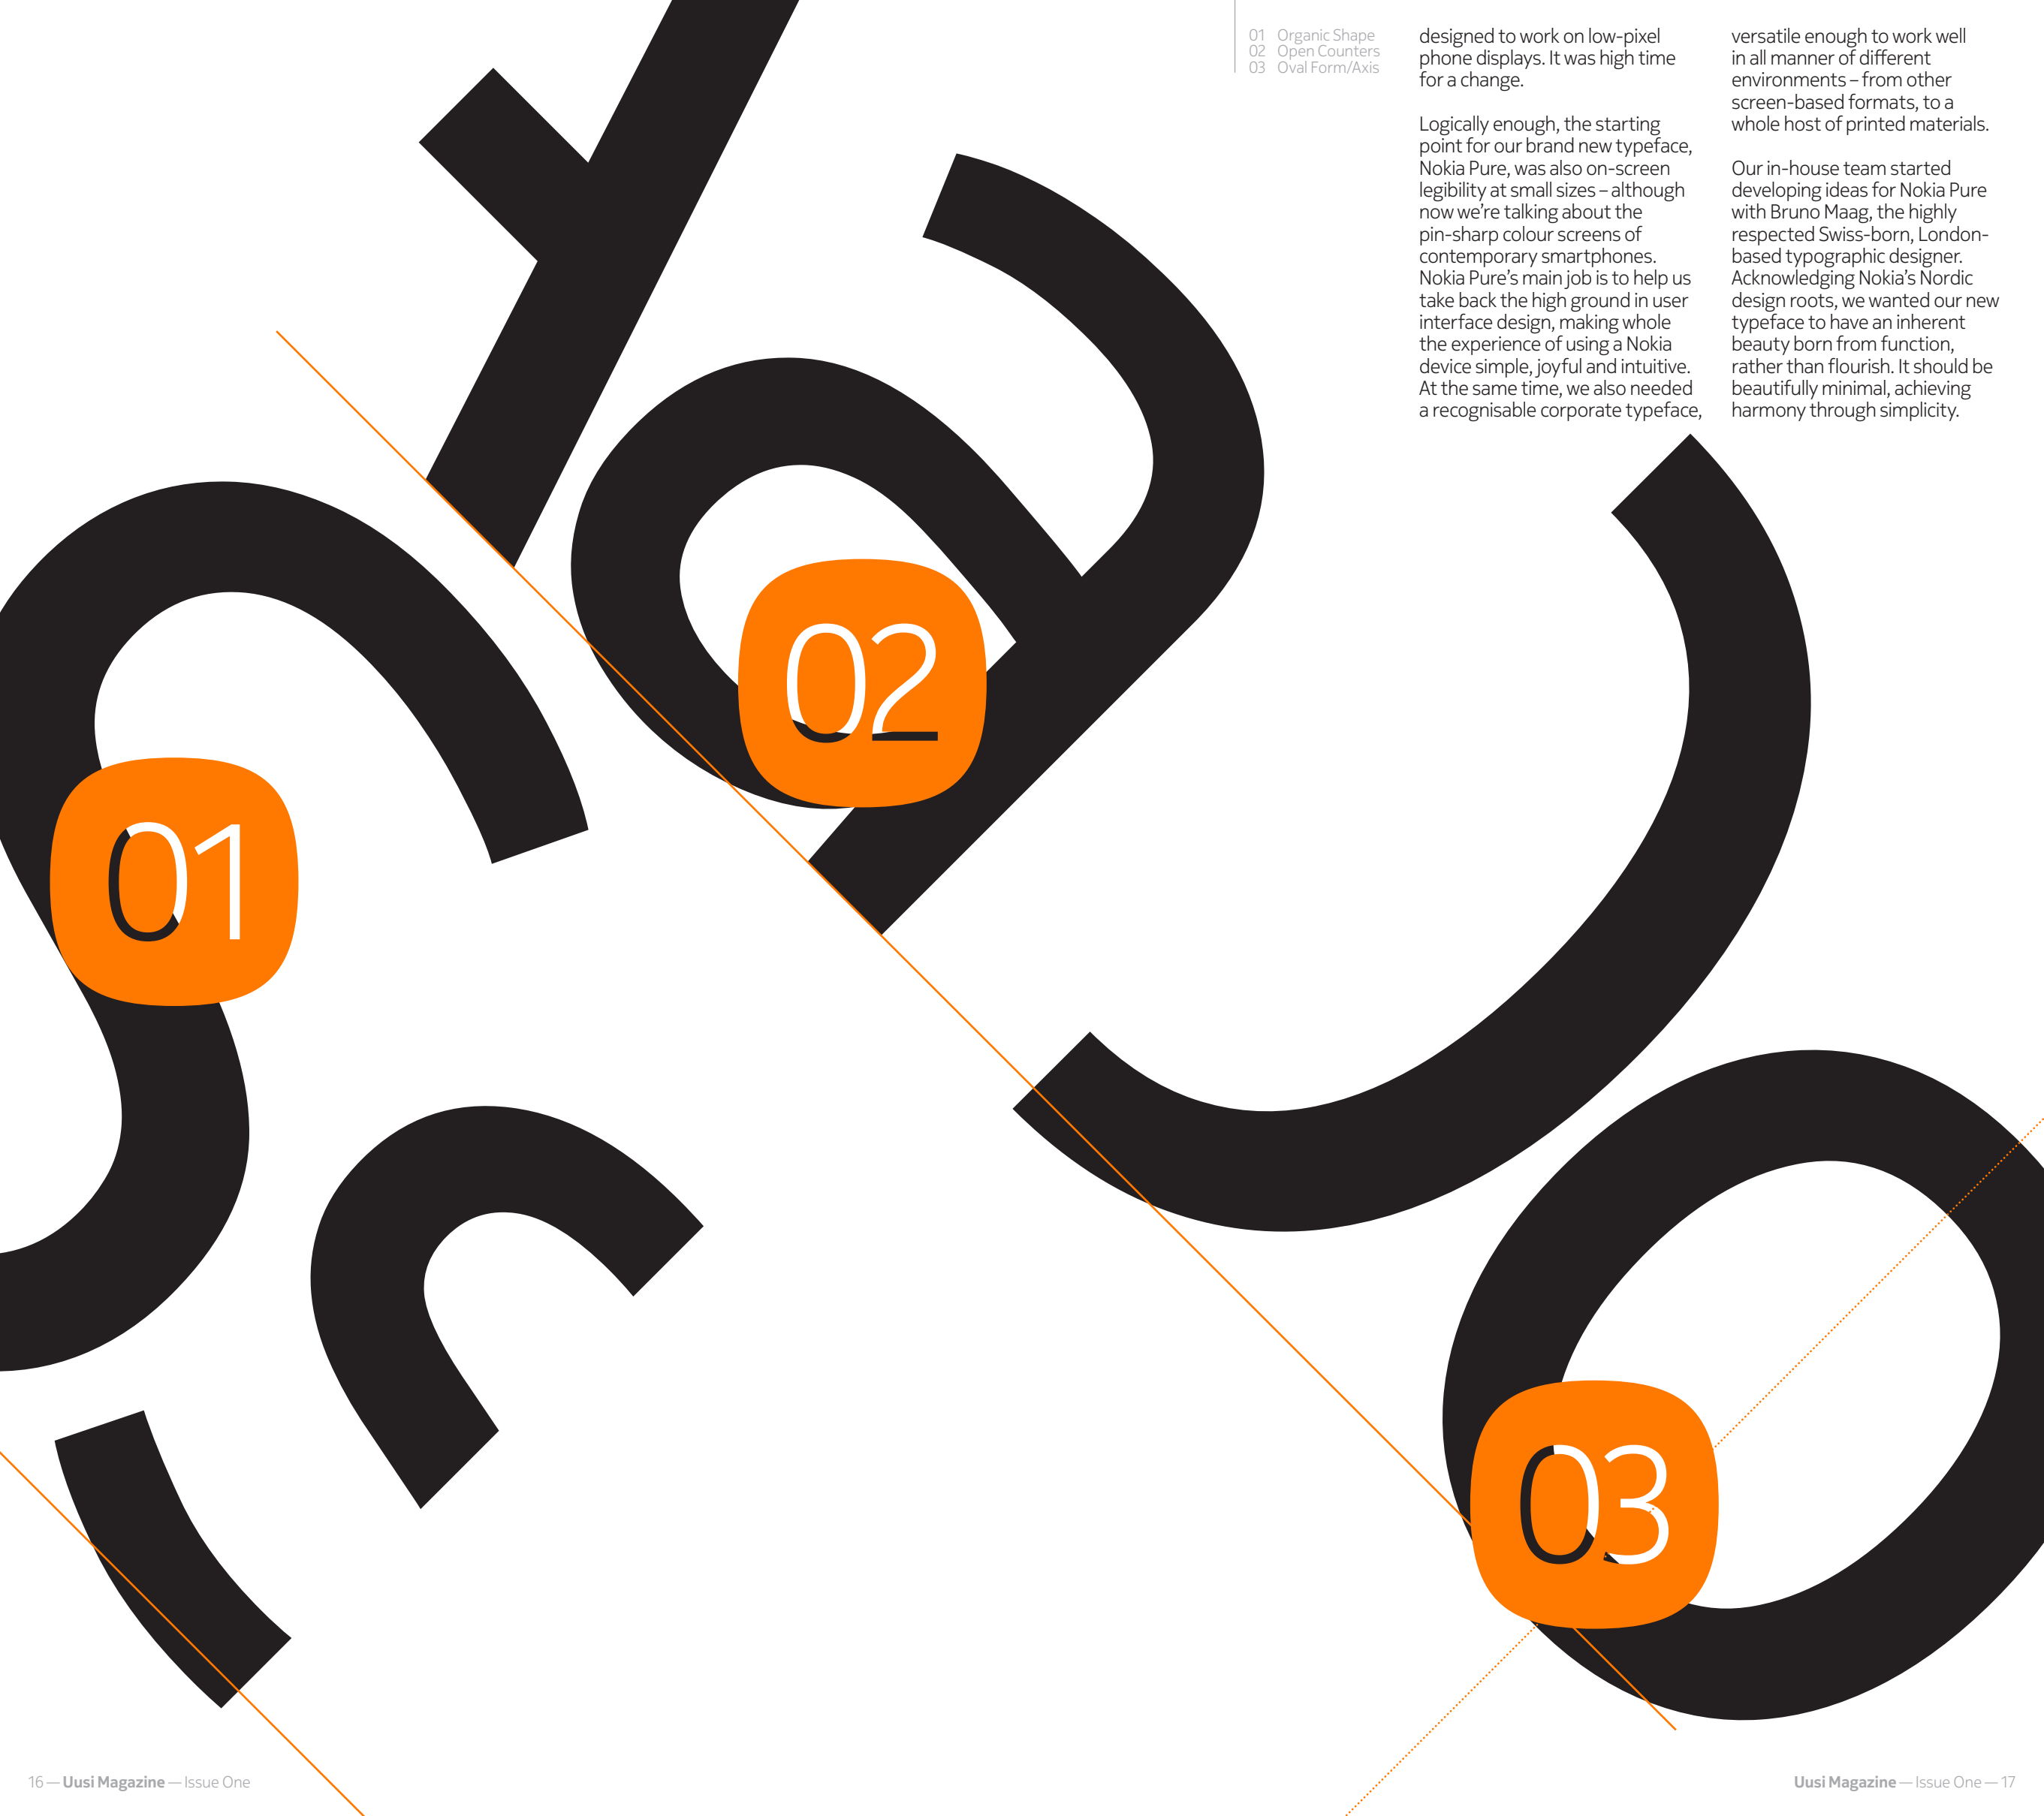 01 Organic Shape
02 Open Counters
03 Oval Form/Axis
designed to work on low-pixel
phone displays. It was high time
for a change.
Logically enough, the starting
point for our brand new typeface,
Nokia Pure, was also on-screen
legibility at small sizes – although
now we’re talking about the
pin-sharp colour screens of
contemporary smartphones.
Nokia Pure’s main job is to help us
take back the high ground in user
interface design, making whole
the experience of using a Nokia
device simple, joyful and intuitive.
At the same time, we also needed
a recognisable corporate typeface,
versatile enough to work well
in all manner of different
environments – from other
screen-based formats, to a
whole host of printed materials.
Our in-house team started
developing ideas for Nokia Pure
with Bruno Maag, the highly
respected Swiss-born, London-
based typographic designer.
Acknowledging Nokia’s Nordic
design roots, we wanted our new
typeface to have an inherent
beauty born from function,
rather than flourish. It should be
beautifully minimal, achieving
harmony through simplicity.
02
01
03
16 — Uusi Magazine — Issue One
Uusi Magazine — Issue One — 17